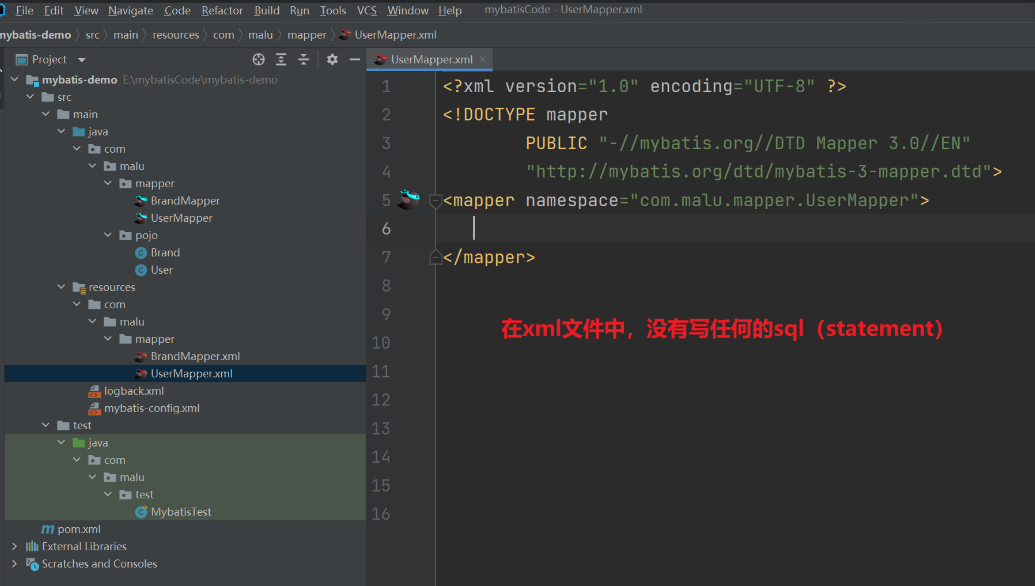 File Edit View Navigate Code Refactor Build Run Tools VCS Window Help mybatisCode - UserMapper.xml
mybatis-demo src main resources com malu mapper UserMapper.xml
Project
UserMapper.xml
mybatis-demo E:\mybatisCode\mybatis-demo
src
main
java
com
malu
mapper
BrandMapper
UserMapper
pojo
Brand
User
resources
com
malu
mapper
BrandMapper.xml
UserMapper.xml
logback.xml
mybatis-config.xml
test
java
com
malu
test
MybatisTest
pom.xml
External Libraries
Scratches and Consoles
1 <?xml version="1.0" encoding="UTF-8" ?>
2 <!DOCTYPE mapper
3 PUBLIC "-//mybatis.org//DTD Mapper 3.0//EN"
4 "http://mybatis.org/dtd/mybatis-3-mapper.dtd">
5 <mapper namespace="com.malu.mapper.UserMapper">
6
7 </mapper>
8
9
在xml文件中，没有写任何的sql（statement）
10
11
12
13
14
15
16